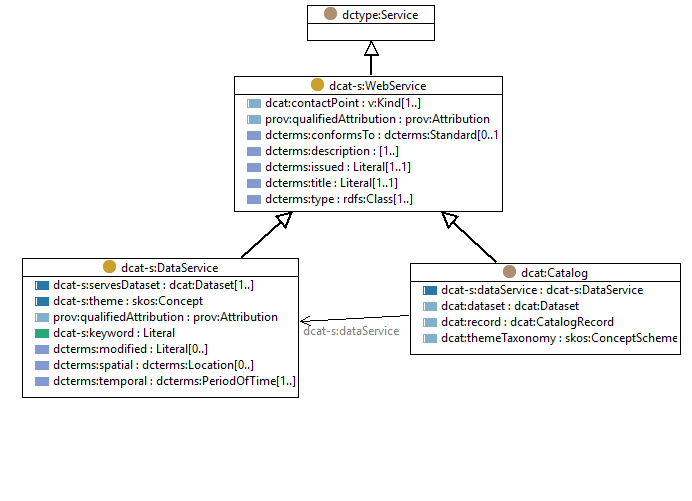 dctype:Service
dcat-s:WebService
dcat:contactPoint : v:Kind[1..]
prov:qualifiedAttribution : prov:Attribution
dcterms:conformsTo : dcterms:Standard[0..1
dcterms:description : [1..]
dcterms:issued : Literal[1..1]
dcterms:title : Literal[1..1]
dcterms:type : rdfs:Class[1..]
dcat-s:DataService
dcat-s:servesDataset : dcat:Dataset[1..]
dcat-s:theme : skos:Concept
prov:qualifiedAttribution : prov:Attribution
dcat-s:keyword : Literal
dcterms:modified : Literal[0..]
dcterms:spatial : dcterms:Location[0..]
dcterms:temporal : dcterms:PeriodOfTime[1..]
dcat-s:dataService
dcat:Catalog
dcat-s:dataService : dcat-s:DataService
dcat:dataset : dcat:Dataset
dcat:record : dcat:CatalogRecord
dcat:themeTaxonomy : skos:ConceptScheme